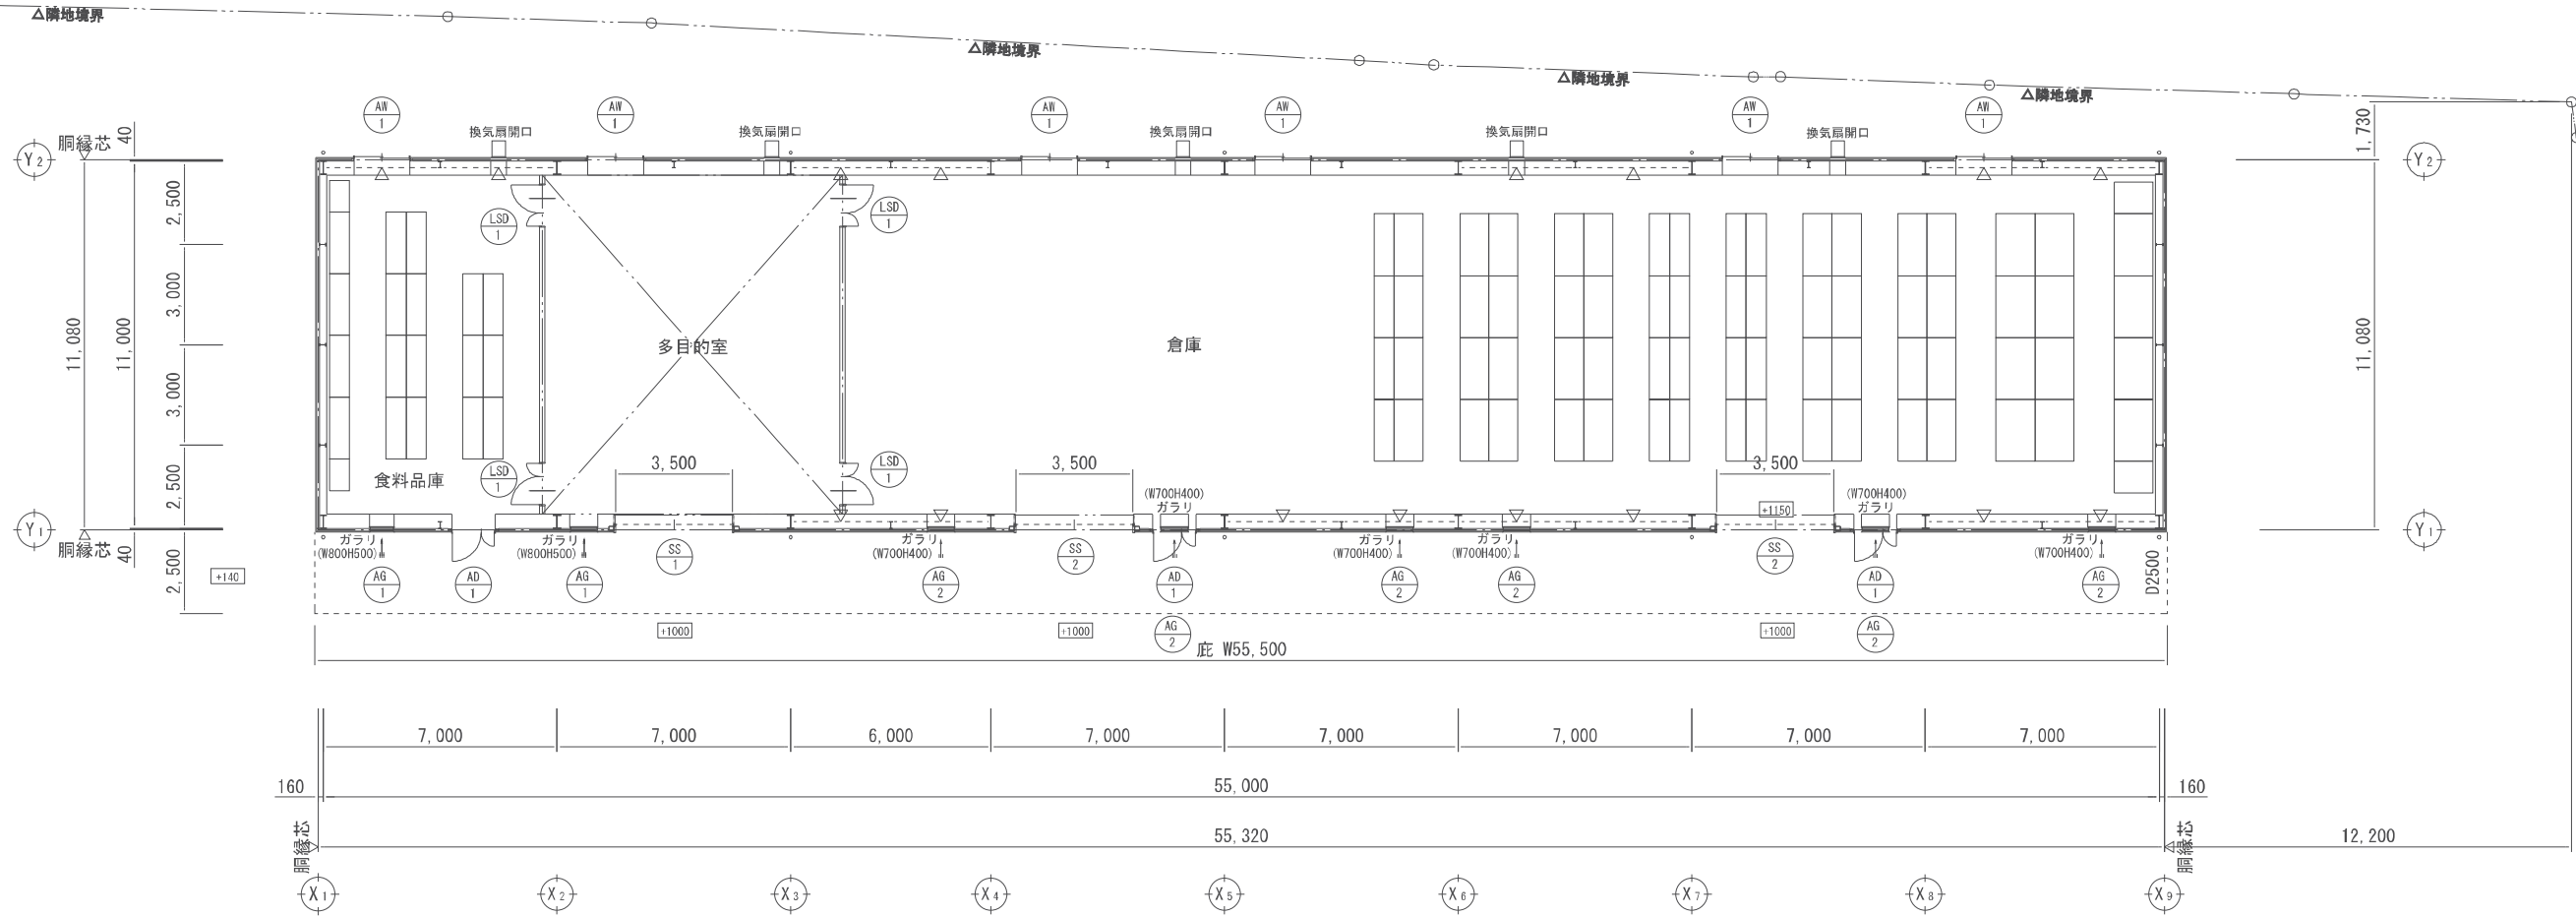 △隣地境界
△隣地境界
△隣地境界
△隣地境界
AW
1
AW
1
AW
1
AW
1
AW
1
AW
1
換気扇開口
換気扇開口
換気扇開口
換気扇開口
換気扇開口
1,730
40
胴縁芯
Y2
Y2
2,500
3,000
3,000
2,500
2,500
11,080
11,000
11,080
LSD
1
LSD
1
LSD
1
LSD
1
多目的室
倉庫
食料品庫
3,500
3,500
3,500
(W700H400)
ガラリ
(W700H400)
ガラリ
+1150
Y1
Y1
胴縁芯
40
+140
ガラリ
(W800H500)
ガラリ
(W800H500)
ガラリ
(W700H400)
ガラリ
(W700H400)
ガラリ
(W700H400)
ガラリ
(W700H400)
SS
1
SS
2
SS
2
AG
1
AD
1
AG
1
AG
2
AD
1
AG
2
AG
2
AD
1
AG
2
D2500
+1000
+1000
+1000
AG
2
AG
2
庇 W55,500
7,000
7,000
6,000
7,000
7,000
7,000
7,000
7,000
160
55,000
160
胴縁芯
55,320
胴縁芯
12,200
X1
X2
X3
X4
X5
X6
X7
X8
X9